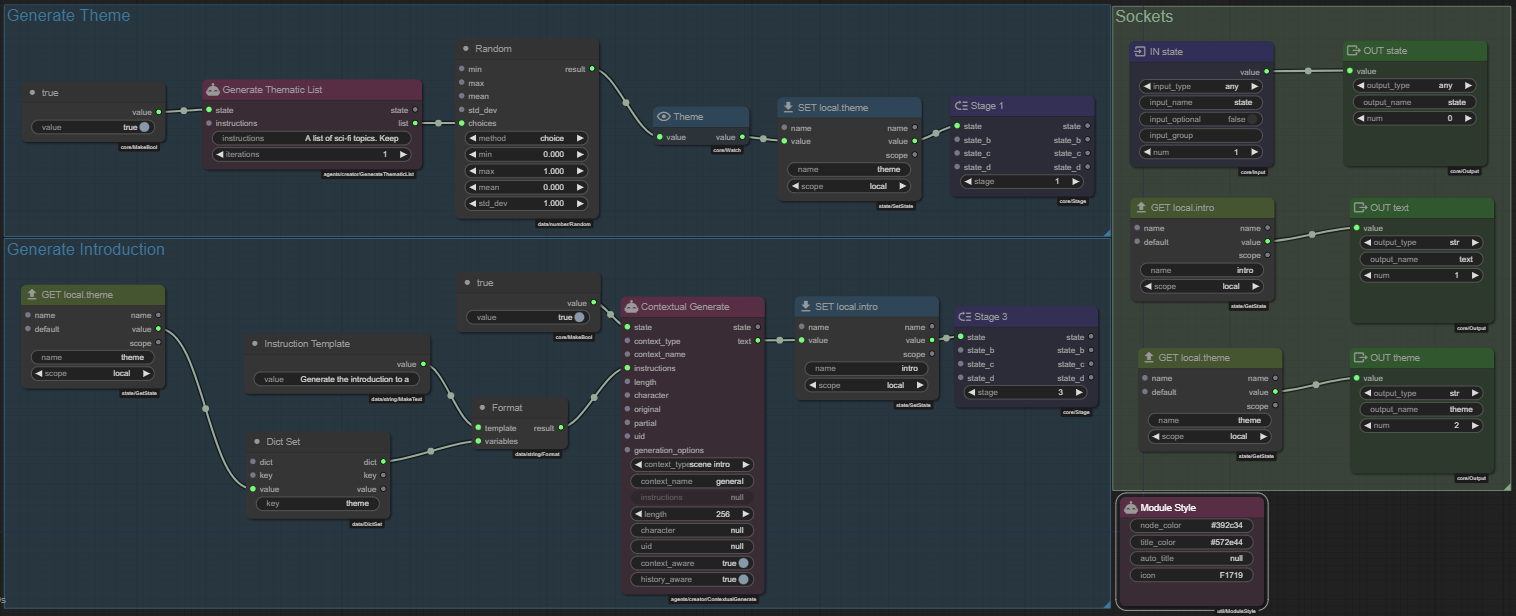 Generate Theme
true
value
value true
core/MakeBool
Generate Thematic List
state state
instructions list
instructions A list of sci-fi topics. Keep
iterations 1
agents/creator/GenerateThematicList
Random
min result
max
mean
std_dev
choices
method choice
min 0.000
max 1.000
mean 0.000
std_dev 1.000
data/number/Random
Theme
value value
core/Watch
SET local.theme
name name
value value
scope
name theme
scope local
state/SetState
Stage 1
state state
state_b state_b
state_c state_c
state_d state_d
stage 1
core/Stage
Generate Introduction
GET local.theme
name name
default value
scope
name theme
scope local
state/GetState
Instruction Template
value
value Generate the introduction to a
data/string/MakeText
Dict Set
dict dict
key key
value value
key theme
data/DictSet
true
value
value true
core/MakeBool
Format
template result
variables
data/string/Format
Contextual Generate
state state
context_type text
context_name
instructions
length
character
original
partial
uid
generation_options
context_type scene intro
context_name general
instructions null
length 256
character null
uid null
context_aware true
history_aware true
agents/creator/ContextualGenerate
SET local.intro
name name
value value
scope
name intro
scope local
state/SetState
Stage 3
state state
state_b state_b
state_c state_c
state_d state_d
stage 3
core/Stage
Sockets
IN state
value
input_type any
input_name state
input_optional false
input_group
num 1
core/Input
OUT state
value
output_type any
output_name state
num 0
core/Output
GET local.intro
name name
default value
scope
name intro
scope local
state/GetState
OUT text
value
output_type str
output_name text
num 1
core/Output
GET local.theme
name name
default value
scope
name theme
scope local
state/GetState
OUT theme
value
output_type str
output_name theme
num 2
core/Output
Module Style
node_color #392c34
title_color #572e44
auto_title null
icon F1719
util/ModuleStyle